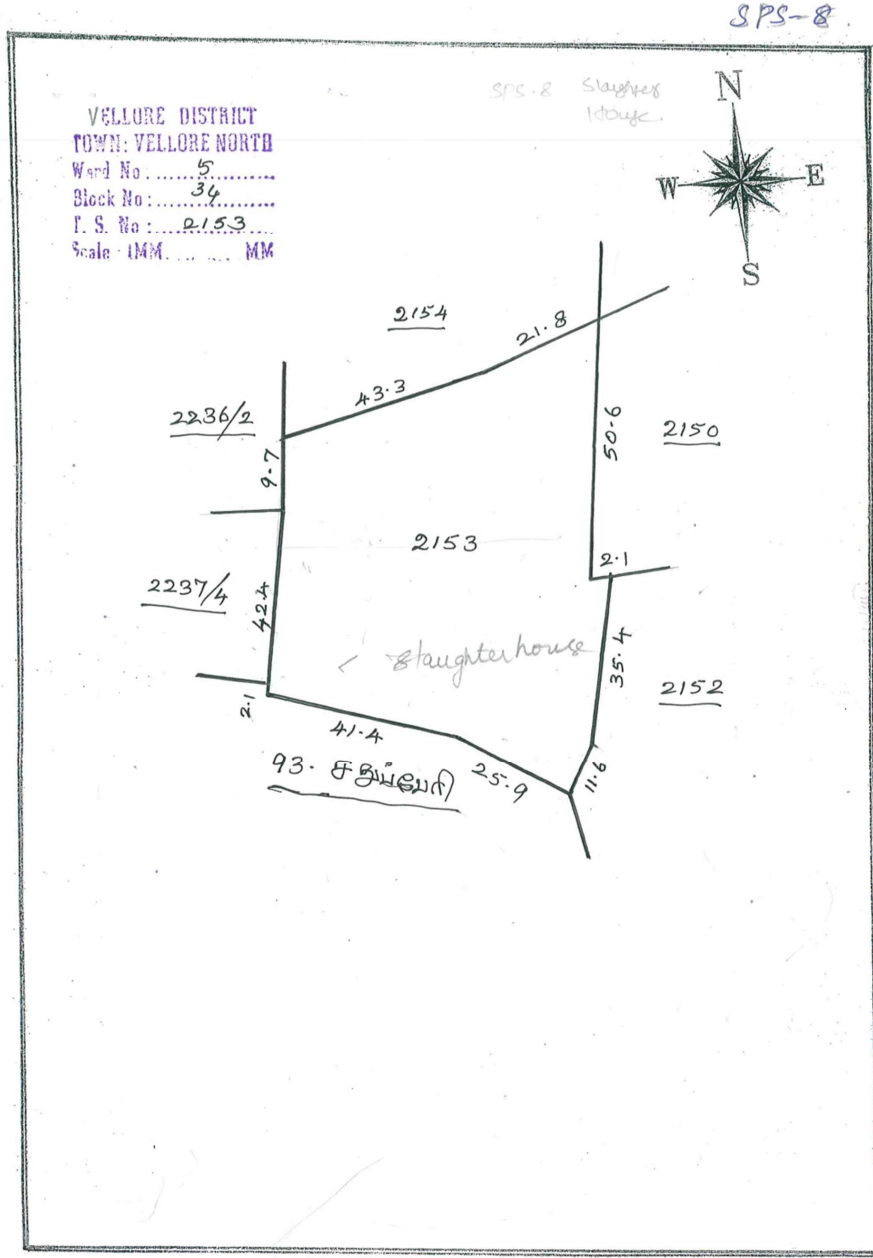 SPS-8.
SPS-8 Slaughter
House.
N
W
E
S
VELLORE DISTRICT
TOWN: VELLORE NORTH
Ward No: 5
Block No: 34
T. S. No: 2153
Scale 1MM. MM
2154
21.8
43.3
2236/2
9.7
50.6
2150
2153
2.1
2237/4
42.4
slaughterhouse
35.4
2152
2.1
41.4
93. சதுப்பேரி
25.9
11.6